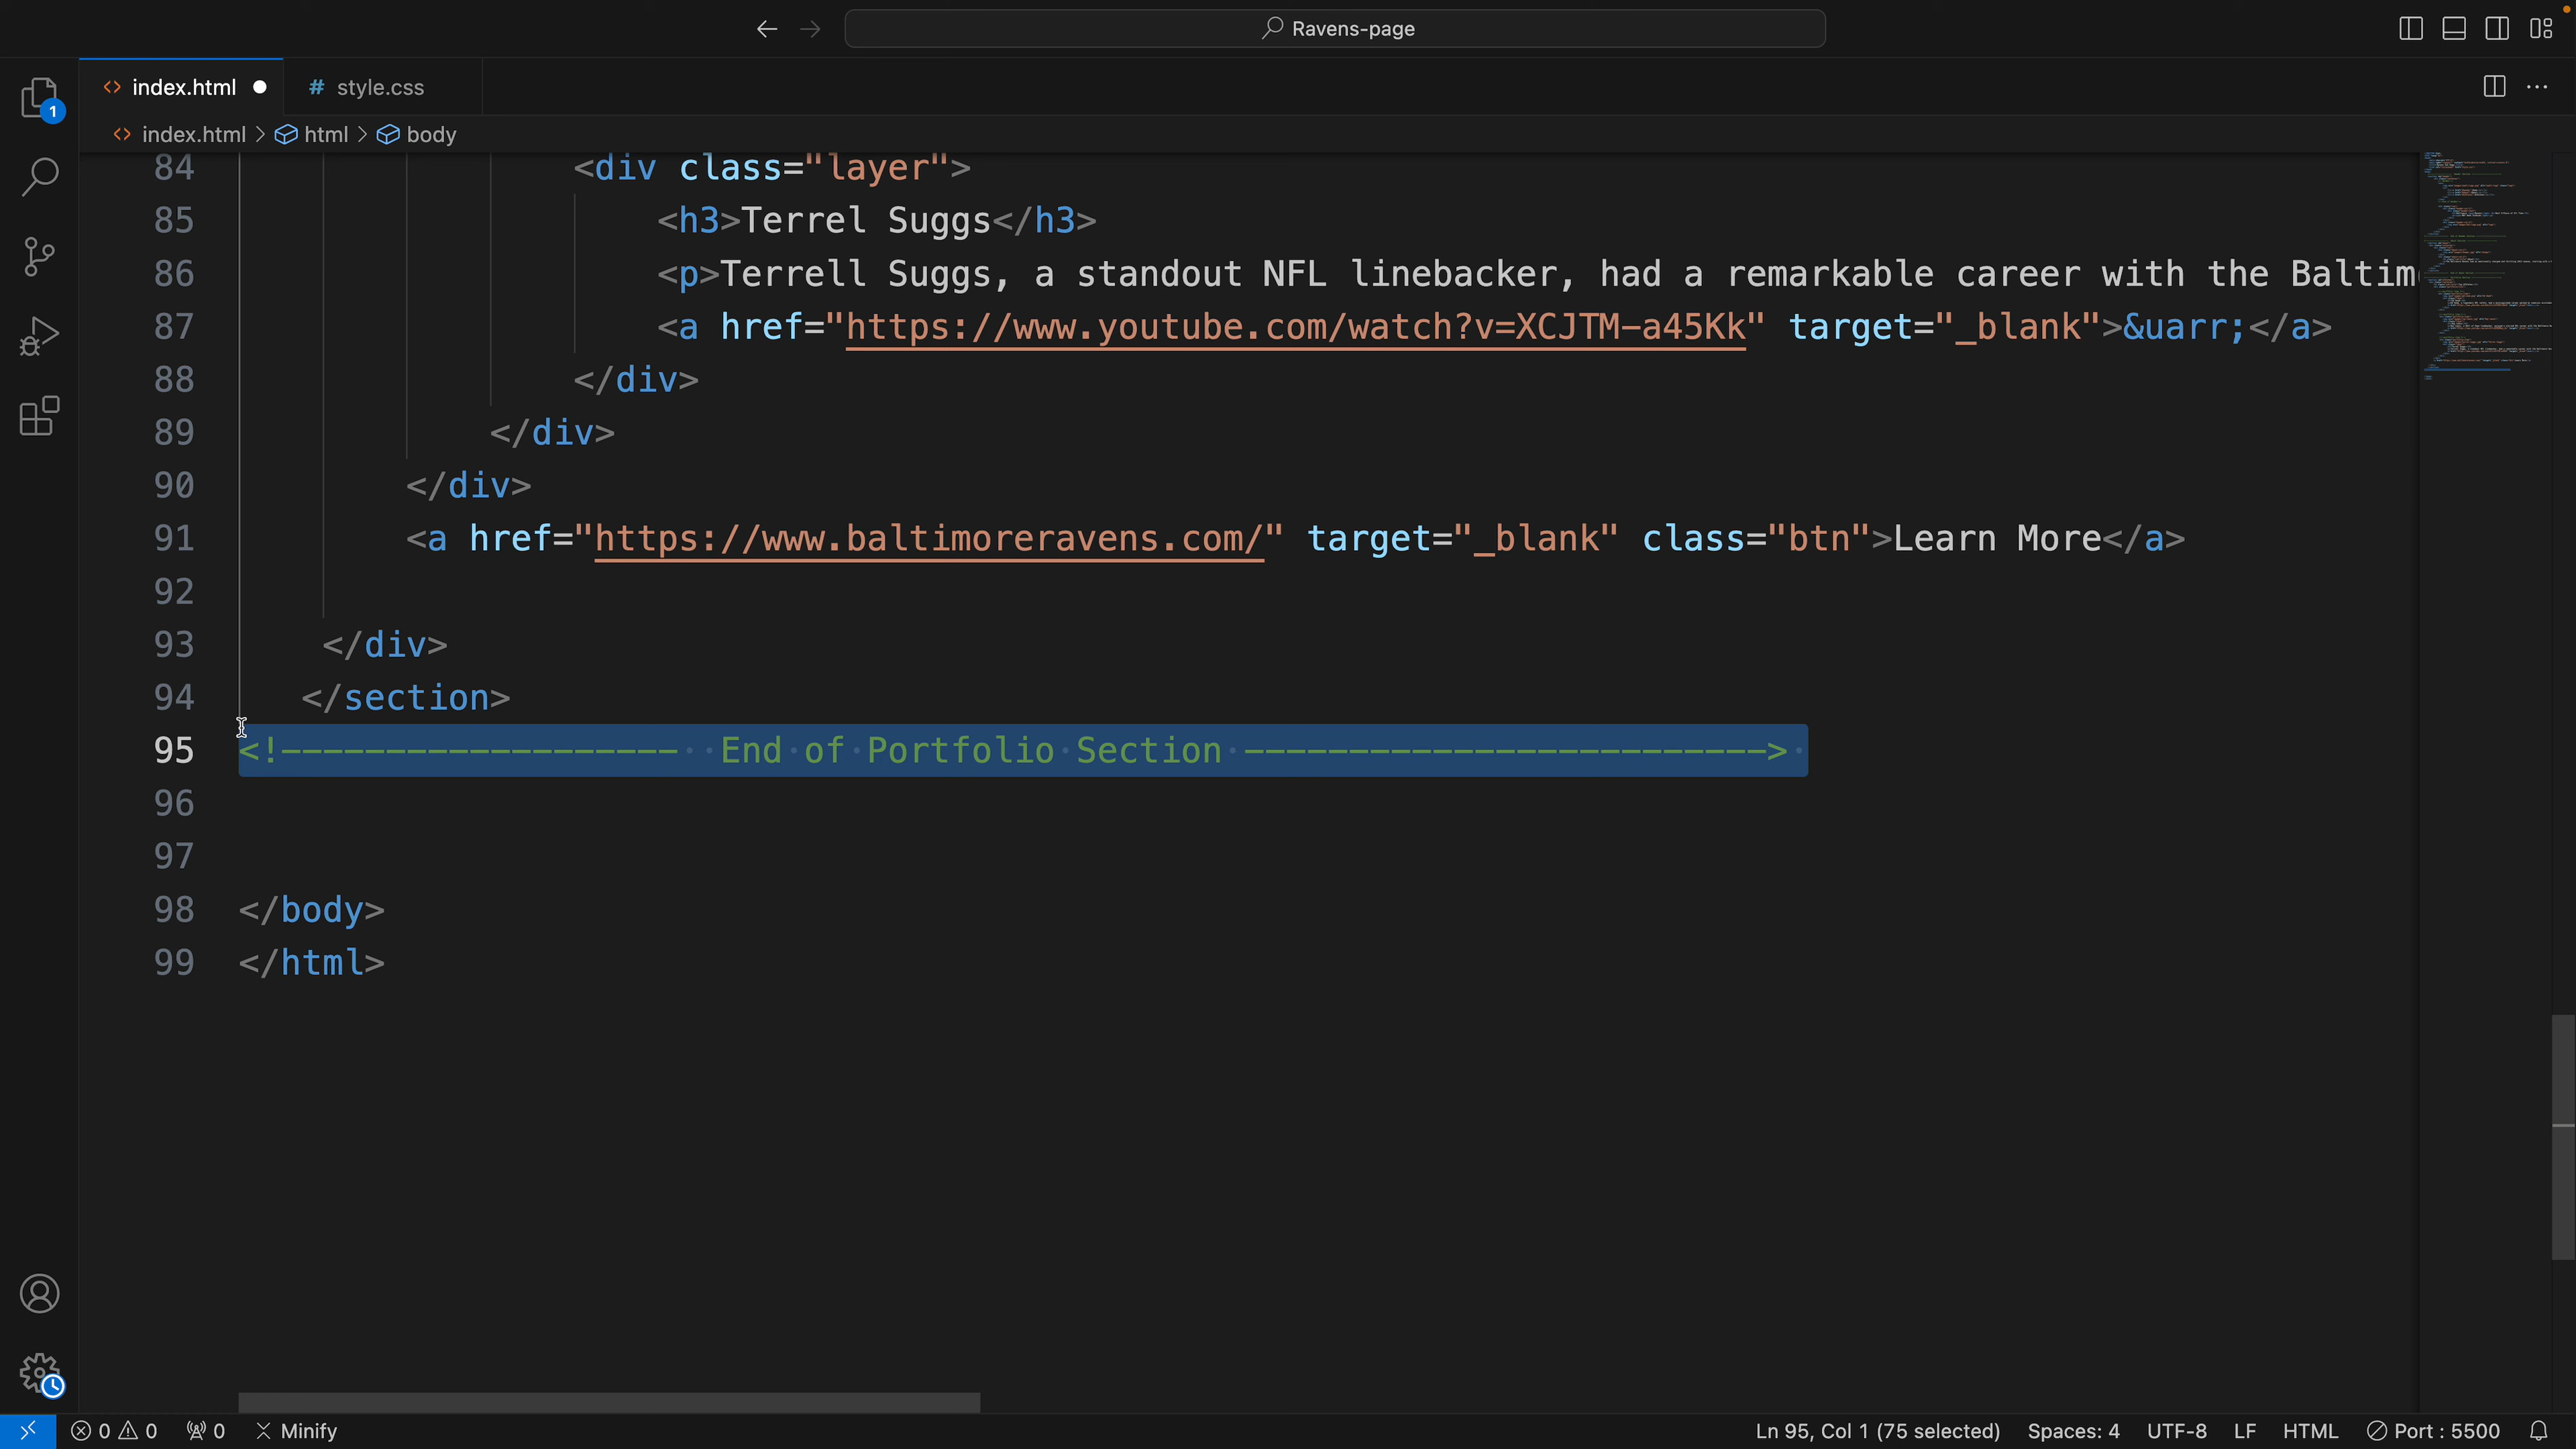 Ravens-page
index.html
style.css
1
index.html > html > body
84 <div class="layer">
85 <h3>Terrel Suggs</h3>
86 <p>Terrell Suggs, a standout NFL linebacker, had a remarkable career with the Baltim
87 <a href="https://www.youtube.com/watch?v=XCJTM-a45Kk" target="_blank">&uarr;</a>
88 </div>
89 </div>
90 </div>
91 <a href="https://www.baltimoreravens.com/" target="_blank" class="btn">Learn More</a>
92
93 </div>
94 </section>
95 <!------------------- End of Portfolio Section ------------------------->
96
97
98 </body>
99 </html>
0 0 0 Minify Ln 95, Col 1 (75 selected) Spaces: 4 UTF-8 LF HTML Port : 5500